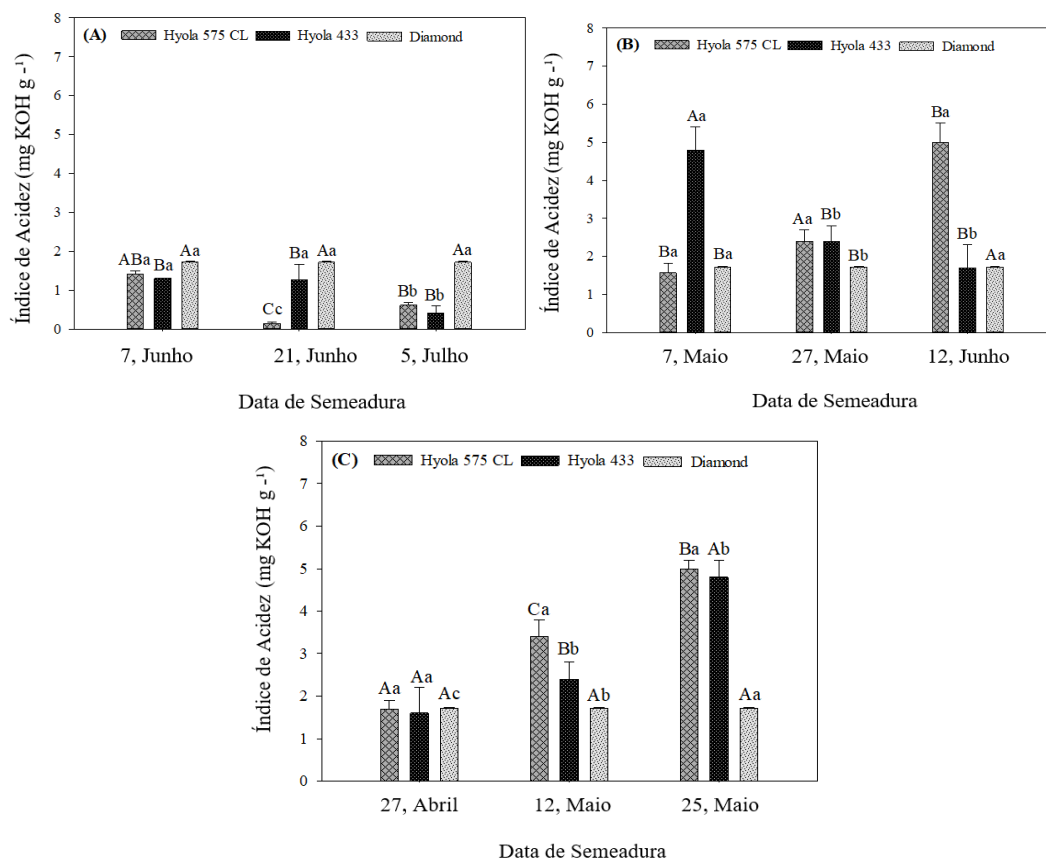 (A) Hyola 575 CL Hyola 433 Diamond
Índice de Acidez (mg KOH g -1)
8
7
6
5
4
3
2
1
0
ABa Ba Aa
Cc Ba Aa
Bb Bb Aa
7, Junho 21, Junho 5, Julho
Data de Semeadura
(B) Hyola 575 CL Hyola 433 Diamond
Índice de Acidez (mg KOH g -1)
8
7
6
5
4
3
2
1
0
Ba Aa Ba
Aa Bb Bb
Ba Bb Aa
7, Maio 27, Maio 12, Junho
Data de Semeadura
(C) Hyola 575 CL Hyola 433 Diamond
Índice de Acidez (mg KOH g -1)
8
7
6
5
4
3
2
1
0
Aa Aa Ac
Ca Bb Ab
Ba Ab Aa
27, Abril 12, Maio 25, Maio
Data de Semeadura